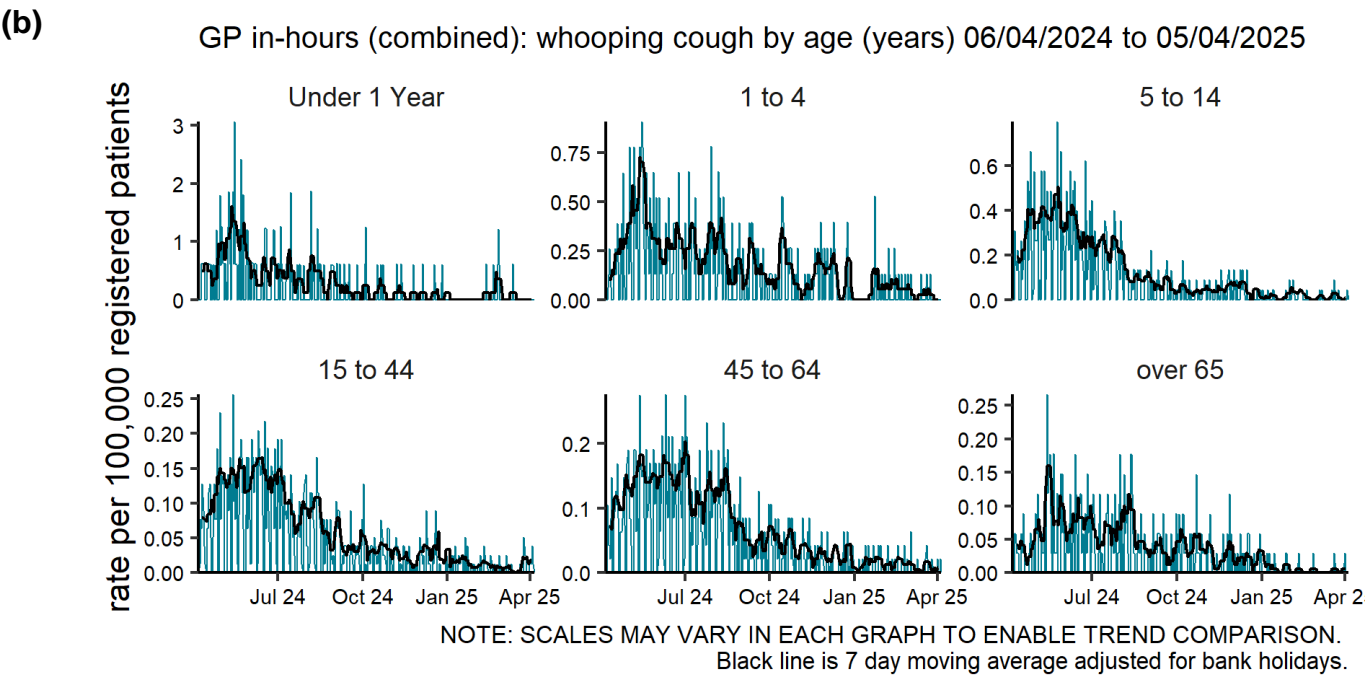 (b)
GP in-hours (combined): whooping cough by age (years) 06/04/2024 to 05/04/2025
rate per 100,000 registered patients
Under 1 Year
3
2
1
0
1 to 4
0.75
0.50
0.25
0.00
5 to 14
0.6
0.4
0.2
0.0
15 to 44
0.25
0.20
0.15
0.10
0.05
0.00
Jul 24 Oct 24 Jan 25 Apr 25
45 to 64
0.2
0.1
0.0
Jul 24 Oct 24 Jan 25 Apr 25
over 65
0.25
0.20
0.15
0.10
0.05
0.00
Jul 24 Oct 24 Jan 25 Apr
NOTE: SCALES MAY VARY IN EACH GRAPH TO ENABLE TREND COMPARISON.
Black line is 7 day moving average adjusted for bank holidays.